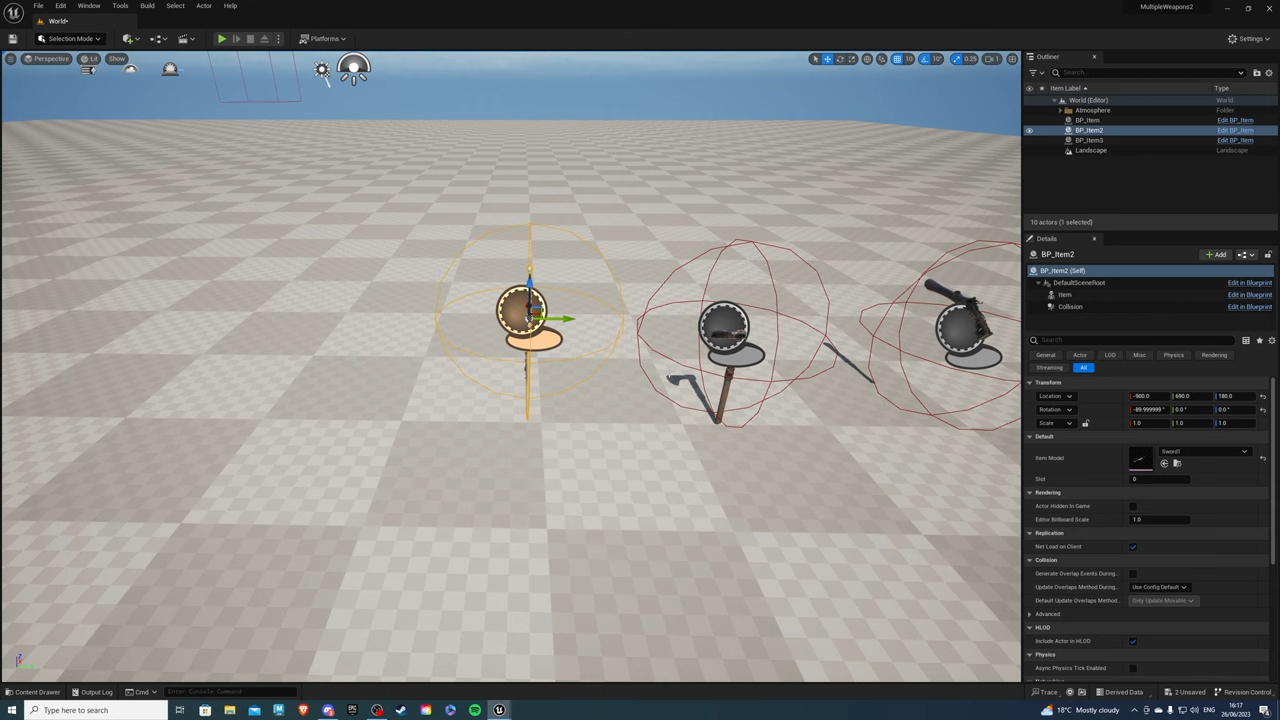 File Edit Window Tools Build Select Actor Help
MultipleWeapons2
World•
Selection Mode
Platforms
Settings
Perspective Lit Show
10 10° 0.25 1
Outliner
Search...
Item Label Type
World (Editor) World
Atmosphere Folder
BP_Item Edit BP_Item
BP_Item2 Edit BP_Item
BP_Item3 Edit BP_Item
Landscape Landscape
10 actors (1 selected)
Details
BP_Item2
Add
BP_Item2 (Self)
DefaultSceneRoot Edit in Blueprint
Item Edit in Blueprint
Collision Edit in Blueprint
Search
General Actor LOD Misc Physics Rendering
Streaming All
Transform
Location -900.0 690.0 180.0
Rotation -89.999999 ° 0.0 ° 0.0 °
Scale 1.0 1.0 1.0
Default
Item Model Sword1
Slot 0
Rendering
Actor Hidden In Game
Editor Billboard Scale 1.0
Replication
Net Load on Client
Collision
Generate Overlap Events During...
Update Overlaps Method During... Use Config Default
Default Update Overlaps Method... Only Update Movable
Advanced
HLOD
Include Actor in HLOD
Physics
Async Physics Tick Enabled
Content Drawer Output Log Cmd Enter Console Command
Trace Derived Data 2 Unsaved Revision Control
Type here to search
18°C Mostly cloudy ENG
16:17
26/06/2023